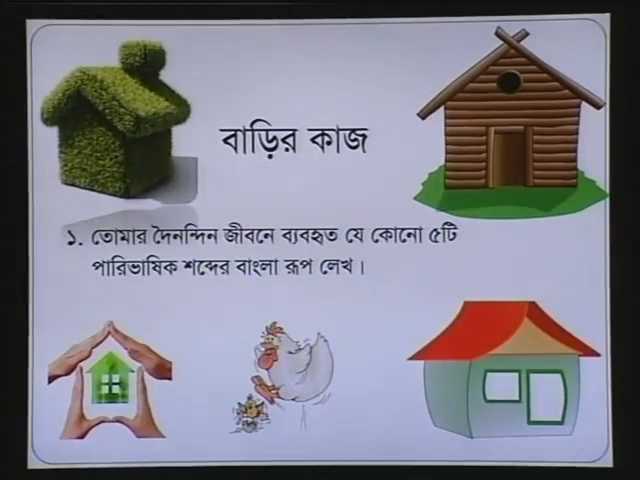 বাড়ির কাজ
১. তোমার দৈনন্দিন জীবনে ব্যবহৃত যে কোনো ৫টি
পারিভাষিক শব্দের বাংলা রূপ লেখ।